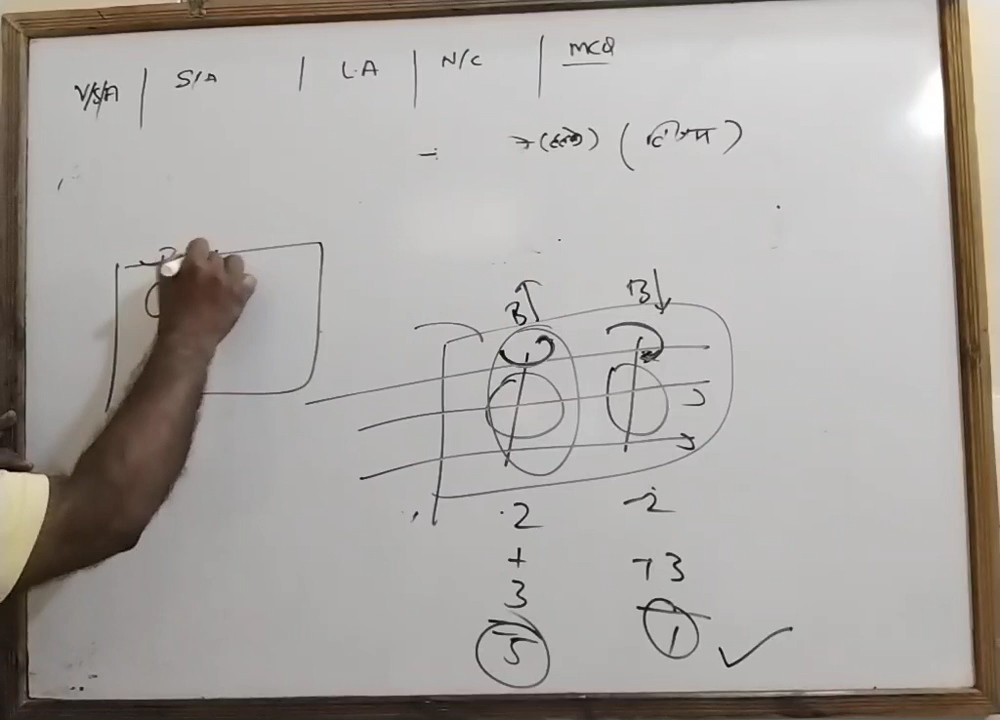 V/S/A | S/A | L.A | N/C | MCQ
B↑ B↓
2 -2
+ +3
3 1
5